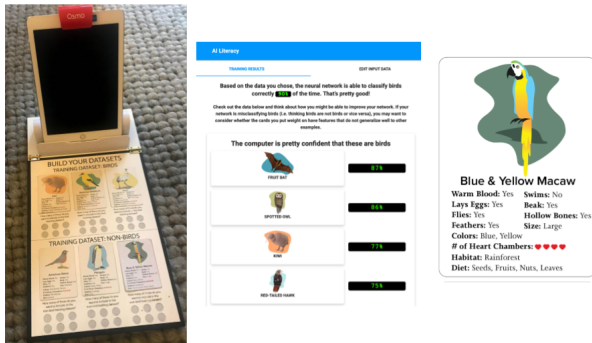 Osmo
BUILD YOUR DATASETS
TRAINING DATASET: BIRDS
TRAINING DATASET: NON-BIRDS
AI Literacy
TRAINING RESULTS
EDIT INPUT DATA
Based on the data you chose, the neural network is able to classify birds
correctly 90% of the time. That's pretty good!
Check out the data below and think about how you might be able to improve your network. If your
network is misclassifying birds (i.e. thinking birds are not birds or vice versa), you may want to
consider whether the cards you put weight on have features that do not generalize well to other
examples.
The computer is pretty confident that these are birds
FRUIT BAT
87%
SPOTTED OWL
86%
KIWI
77%
RED-TAILED HAWK
75%
Blue & Yellow Macaw
Warm Blood: Yes Swims: No
Lays Eggs: Yes Beak: Yes
Flies: Yes Hollow Bones: Yes
Feathers: Yes Size: Large
Colors: Blue, Yellow
# of Heart Chambers:
Habitat: Rainforest
Diet: Seeds, Fruits, Nuts, Leaves